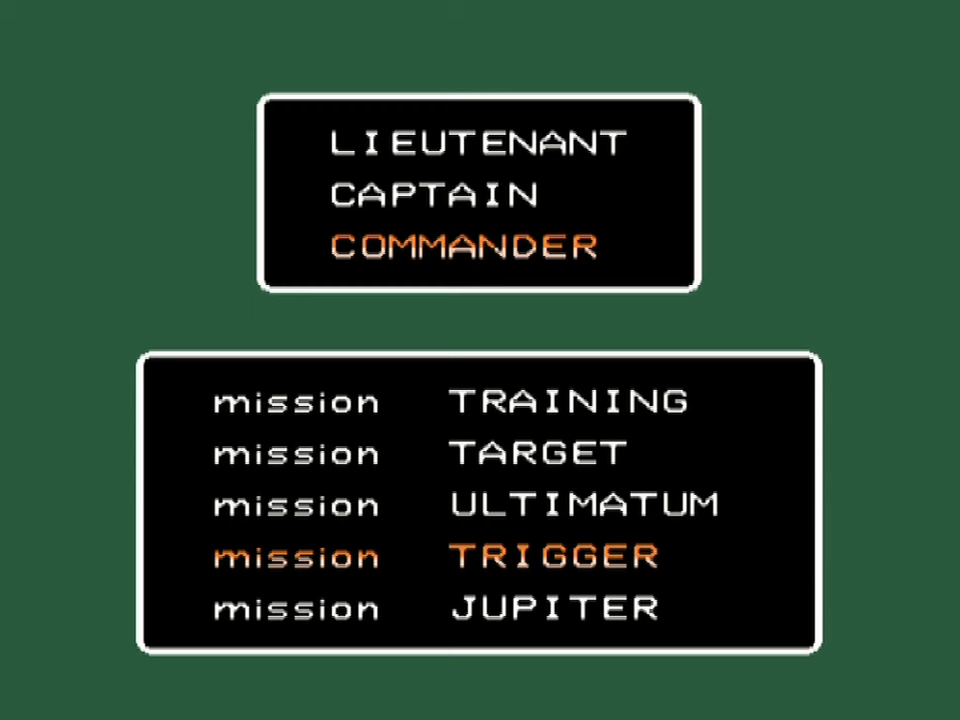 LIEUTENANT
CAPTAIN
COMMANDER
mission TRAINING
mission TARGET
mission ULTIMATUM
mission TRIGGER
mission JUPITER